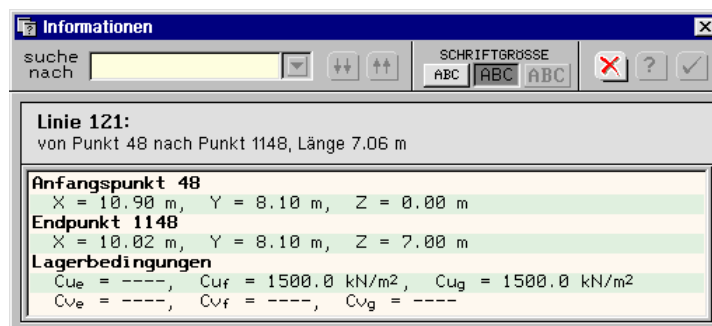 Informationen
suche
nach
SCHRIFTGRÖSSE
ABC ABC ABC
Linie 121:
von Punkt 48 nach Punkt 1148, Länge 7.06 m
Anfangspunkt 48
X = 10.90 m, Y = 8.10 m, Z = 0.00 m
Endpunkt 1148
X = 10.02 m, Y = 8.10 m, Z = 7.00 m
Lagerbedingungen
Cue = ----, Cuf = 1500.0 kN/m², Cug = 1500.0 kN/m²
Cve = ----, Cvf = ----, Cvg = ----